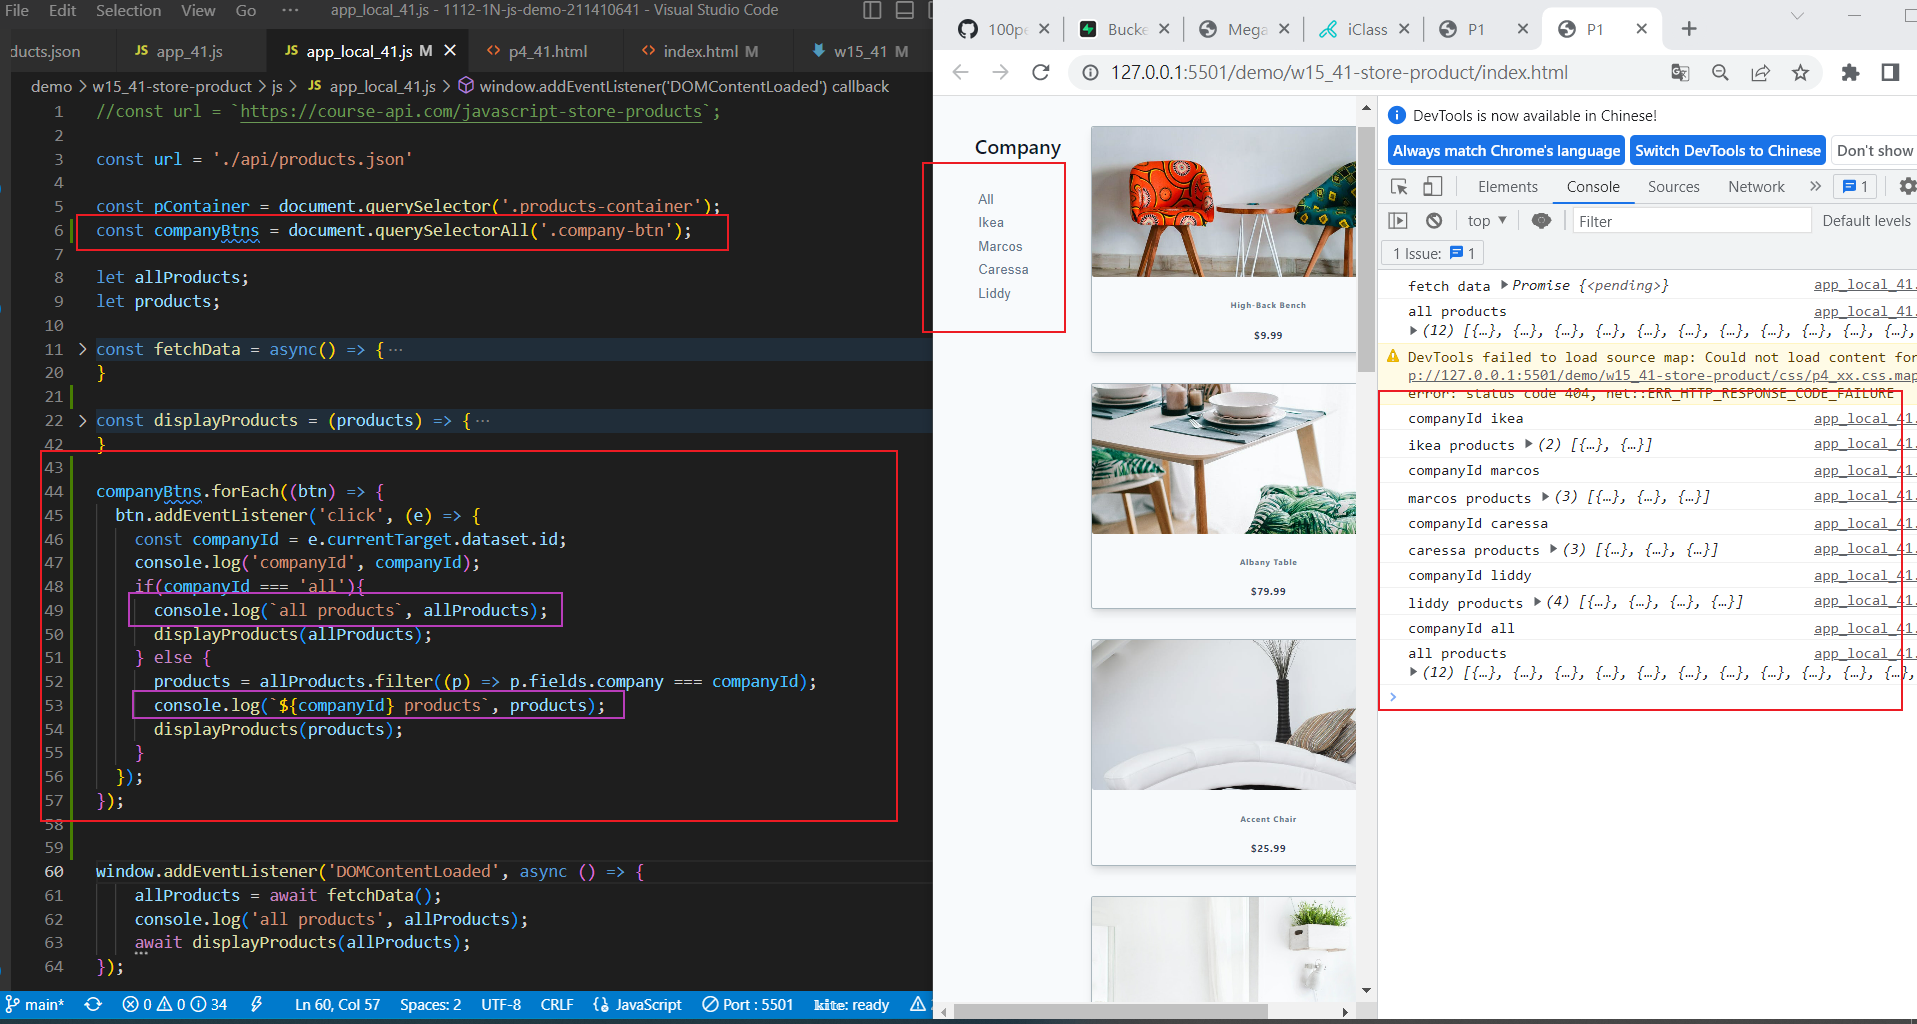 File Edit Selection View Go ··· app_local_41.js - 1112-1N-js-demo-211410641 - Visual Studio Code
ducts.json JS app_41.js JS app_local_41.js M <> p4_41.html <> index.html M w15_41 M
demo > w15_41-store-product > js > JS app_local_41.js > window.addEventListener('DOMContentLoaded') callback
1 //const url = `https://course-api.com/javascript-store-products`;
2
3 const url = './api/products.json'
4
5 const pContainer = document.querySelector('.products-container');
6 const companyBtns = document.querySelectorAll('.company-btn');
7
8 let allProducts;
9 let products;
10
11 const fetchData = async() => { ···
20 }
21
22 const displayProducts = (products) => { ···
42 }
43
44 companyBtns.forEach((btn) => {
45 btn.addEventListener('click', (e) => {
46 const companyId = e.currentTarget.dataset.id;
47 console.log('companyId', companyId);
48 if(companyId === 'all'){
49 console.log(`all products`, allProducts);
50 displayProducts(allProducts);
51 } else {
52 products = allProducts.filter((p) => p.fields.company === companyId);
53 console.log(`${companyId} products`, products);
54 displayProducts(products);
55 }
56 });
57 });
58
59
60 window.addEventListener('DOMContentLoaded', async () => {
61 allProducts = await fetchData();
62 console.log('all products', allProducts);
63 await displayProducts(allProducts);
64 });
main* 0 0 34 Ln 60, Col 57 Spaces: 2 UTF-8 CRLF JavaScript Port : 5501 kite: ready
100pe Bucke Mega iClass P1 P1
127.0.0.1:5501/demo/w15_41-store-product/index.html
Company
All
Ikea
Marcos
Caressa
Liddy
High-Back Bench
$9.99
Albany Table
$79.99
Accent Chair
$25.99
DevTools is now available in Chinese!
Always match Chrome's language Switch DevTools to Chinese Don't show
Elements Console Sources Network » 1
top Filter Default levels
1 Issue: 1
fetch data Promise {<pending>} app_local_41.
all products app_local_41.
(12) [{…}, {…}, {…}, {…}, {…}, {…}, {…}, {…}, {…}, {…}, {…},
DevTools failed to load source map: Could not load content for
p://127.0.0.1:5501/demo/w15_41-store-product/css/p4_xx.css.map
error: status code 404, net::ERR_HTTP_RESPONSE_CODE_FAILURE
companyId ikea app_local_41.
ikea products (2) [{…}, {…}] app_local_41.
companyId marcos app_local_41.
marcos products (3) [{…}, {…}, {…}] app_local_41.
companyId caressa app_local_41.
caressa products (3) [{…}, {…}, {…}] app_local_41.
companyId liddy app_local_41.
liddy products (4) [{…}, {…}, {…}, {…}] app_local_41.
companyId all app_local_41.
all products app_local_41.
(12) [{…}, {…}, {…}, {…}, {…}, {…}, {…}, {…}, {…}, {…}, {…},